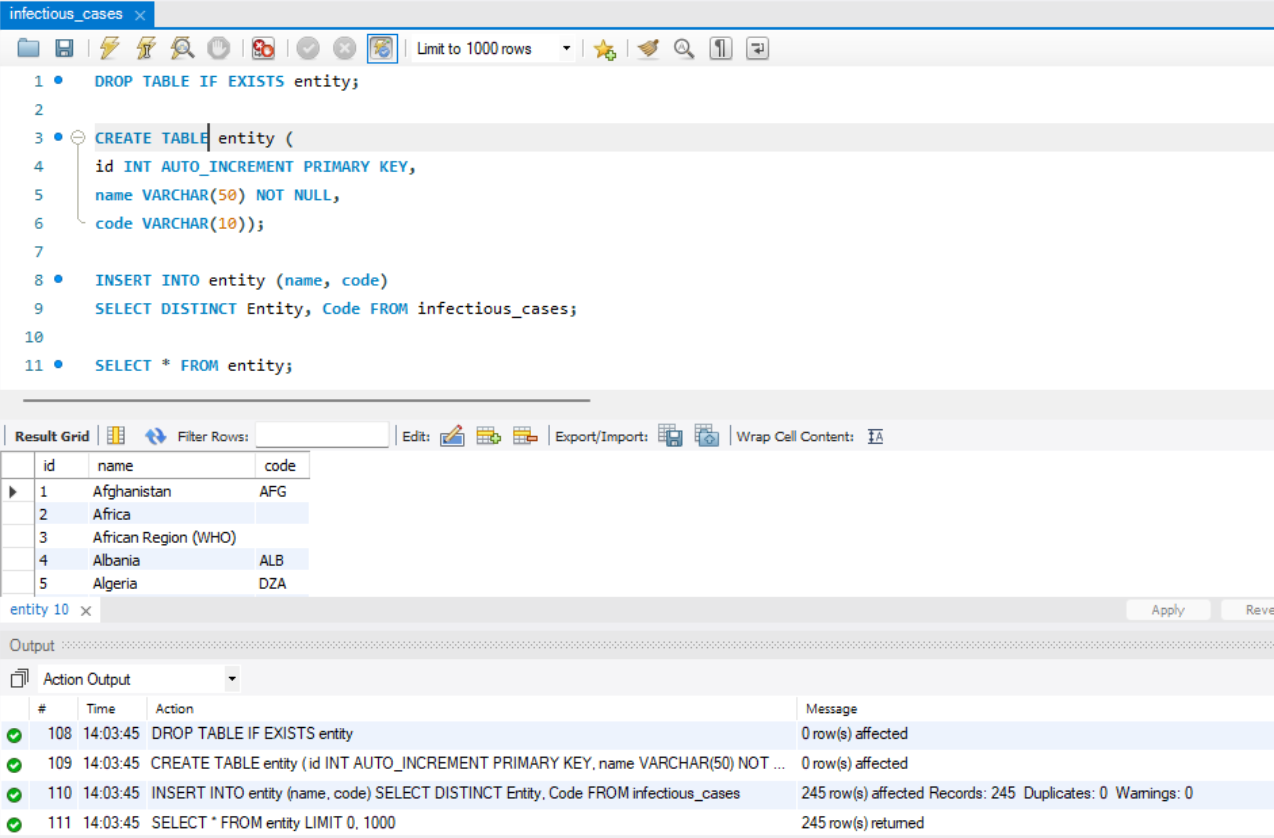 infectious_cases
Limit to 1000 rows
1 DROP TABLE IF EXISTS entity;
2
3 CREATE TABLE entity (
4 id INT AUTO_INCREMENT PRIMARY KEY,
5 name VARCHAR(50) NOT NULL,
6 code VARCHAR(10));
7
8 INSERT INTO entity (name, code)
9 SELECT DISTINCT Entity, Code FROM infectious_cases;
10
11 SELECT * FROM entity;
Result Grid Filter Rows: Edit: Export/Import: Wrap Cell Content:
id name code
1 Afghanistan AFG
2 Africa
3 African Region (WHO)
4 Albania ALB
5 Algeria DZA
entity 10 Apply Reve
Output
Action Output
# Time Action Message
108 14:03:45 DROP TABLE IF EXISTS entity 0 row(s) affected
109 14:03:45 CREATE TABLE entity ( id INT AUTO_INCREMENT PRIMARY KEY, name VARCHAR(50) NOT ... 0 row(s) affected
110 14:03:45 INSERT INTO entity (name, code) SELECT DISTINCT Entity, Code FROM infectious_cases 245 row(s) affected Records: 245 Duplicates: 0 Warnings: 0
111 14:03:45 SELECT * FROM entity LIMIT 0, 1000 245 row(s) returned